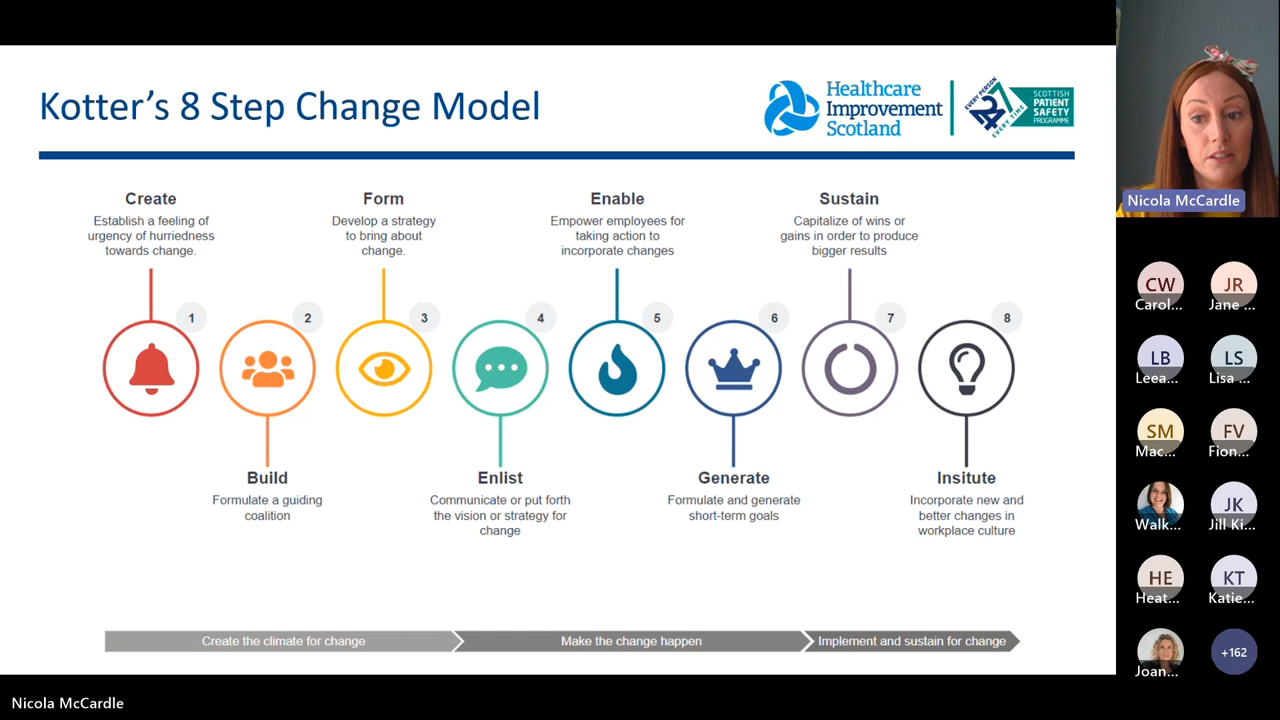 Kotter's 8 Step Change Model
Healthcare
Improvement
Scotland
EVERY PERSON
24
7
EVERY TIME
SCOTTISH
PATIENT
SAFETY
PROGRAMME
Create
Establish a feeling of
urgency of hurriedness
towards change.
Form
Develop a strategy
to bring about
change.
Enable
Empower employees for
taking action to
incorporate changes
Sustain
Capitalize of wins or
gains in order to produce
bigger results
1
2
3
4
5
6
7
8
Build
Formulate a guiding
coalition
Enlist
Communicate or put forth
the vision or strategy for
change
Generate
Formulate and generate
short-term goals
Insitute
Incorporate new and
better changes in
workplace culture
Create the climate for change
Make the change happen
Implement and sustain for change
Nicola McCardle
CW
Carol...
JR
Jane ...
LB
Leea...
LS
Lisa ...
SM
Mac...
FV
Fion...
Walk...
JK
Jill Ki...
HE
Heat...
KT
Katie...
Joan...
+162
Nicola McCardle